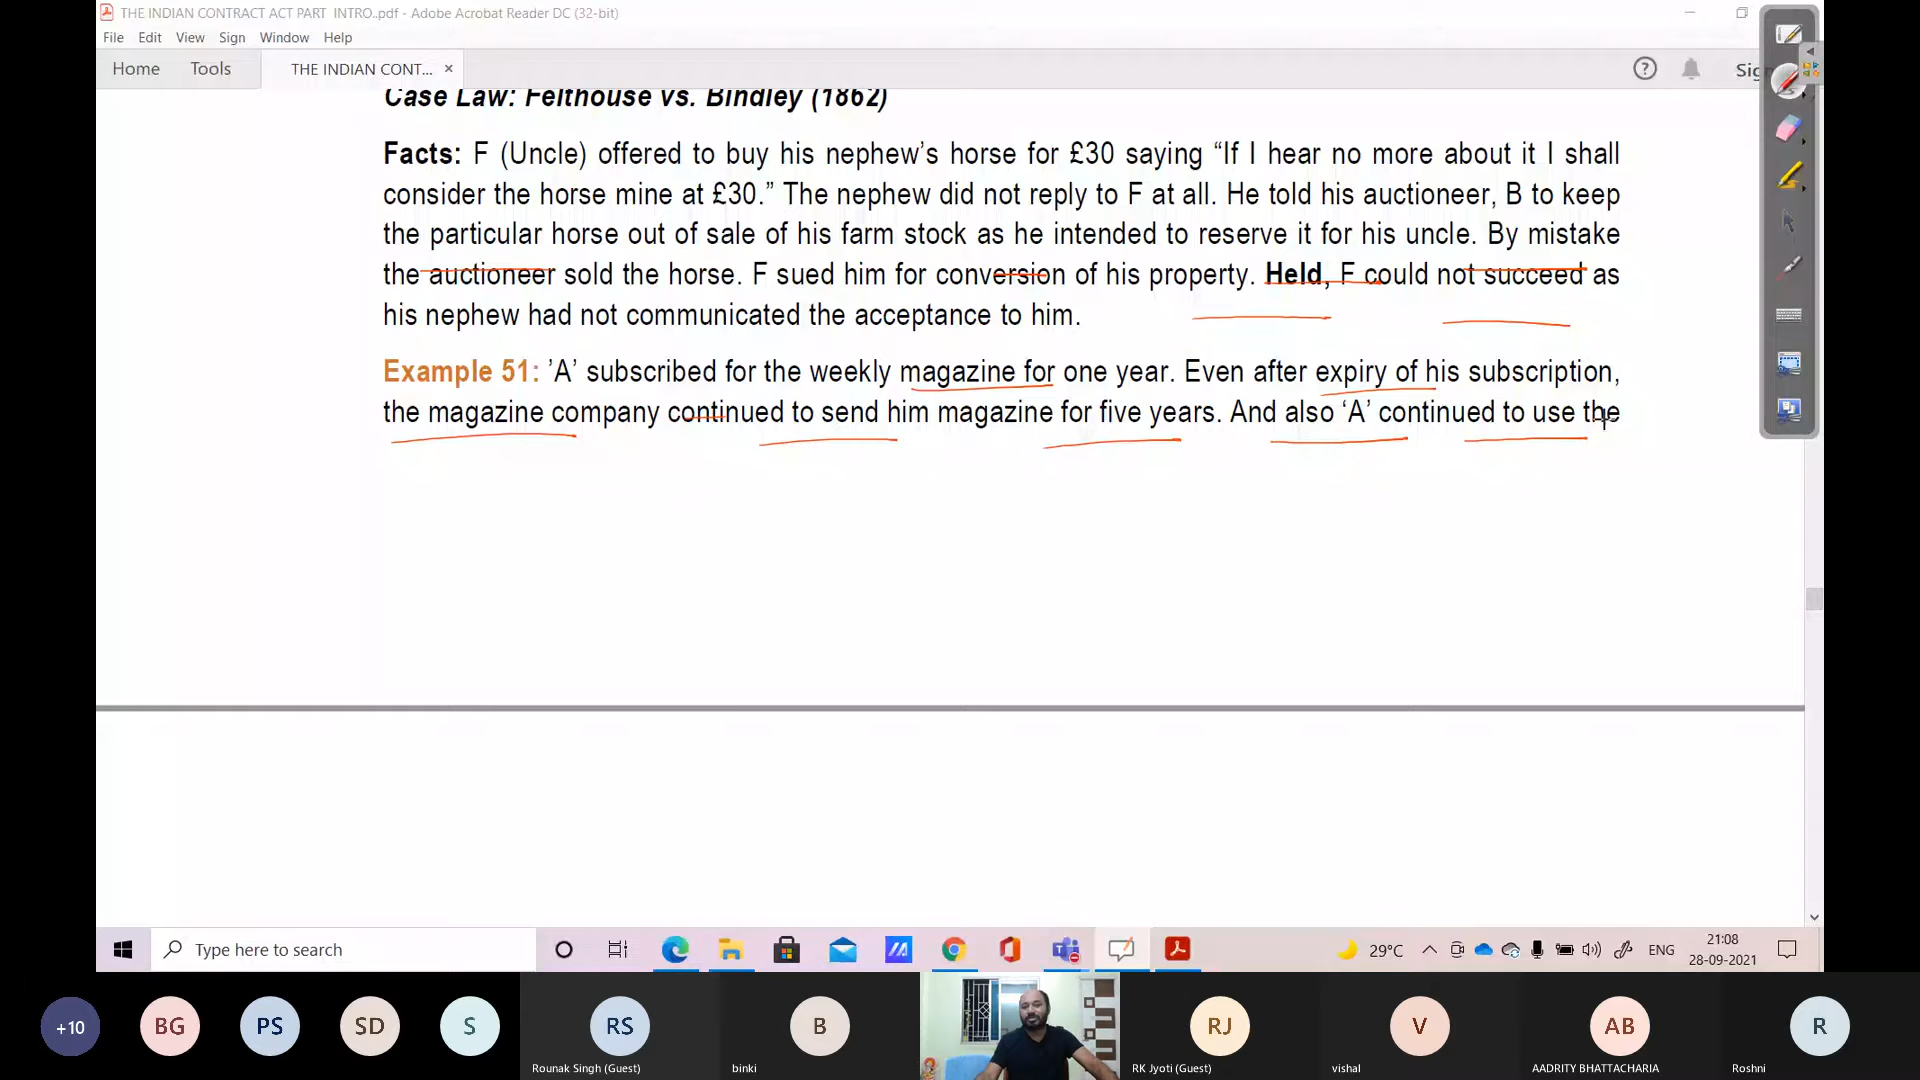 THE INDIAN CONTRACT ACT PART INTRO..pdf - Adobe Acrobat Reader DC (32-bit)
File Edit View Sign Window Help
Home Tools THE INDIAN CONT... ×
Case Law: Felthouse vs. Bindley (1862)
Facts: F (Uncle) offered to buy his nephew's horse for £30 saying “If I hear no more about it I shall
consider the horse mine at £30.” The nephew did not reply to F at all. He told his auctioneer, B to keep
the particular horse out of sale of his farm stock as he intended to reserve it for his uncle. By mistake
the auctioneer sold the horse. F sued him for conversion of his property. Held, F could not succeed as
his nephew had not communicated the acceptance to him.
Example 51: ’A’ subscribed for the weekly magazine for one year. Even after expiry of his subscription,
the magazine company continued to send him magazine for five years. And also ‘A’ continued to use the
Type here to search
29°C ENG 21:08
28-09-2021
+10 BG PS SD S RS B RJ V AB R
Rounak Singh (Guest) binki RK Jyoti (Guest) vishal AADRITY BHATTACHARIA Roshni